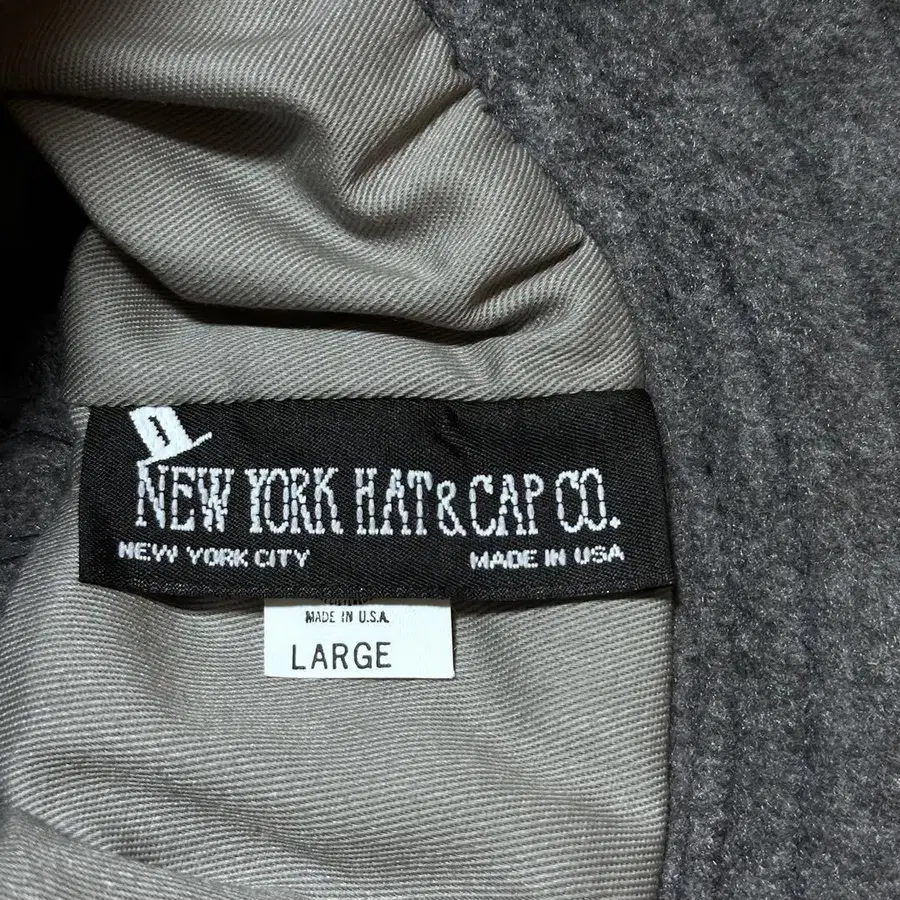 NEW YORK HAT & CAP CO.
NEW YORK CITY MADE IN USA
MADE IN U.S.A.
LARGE